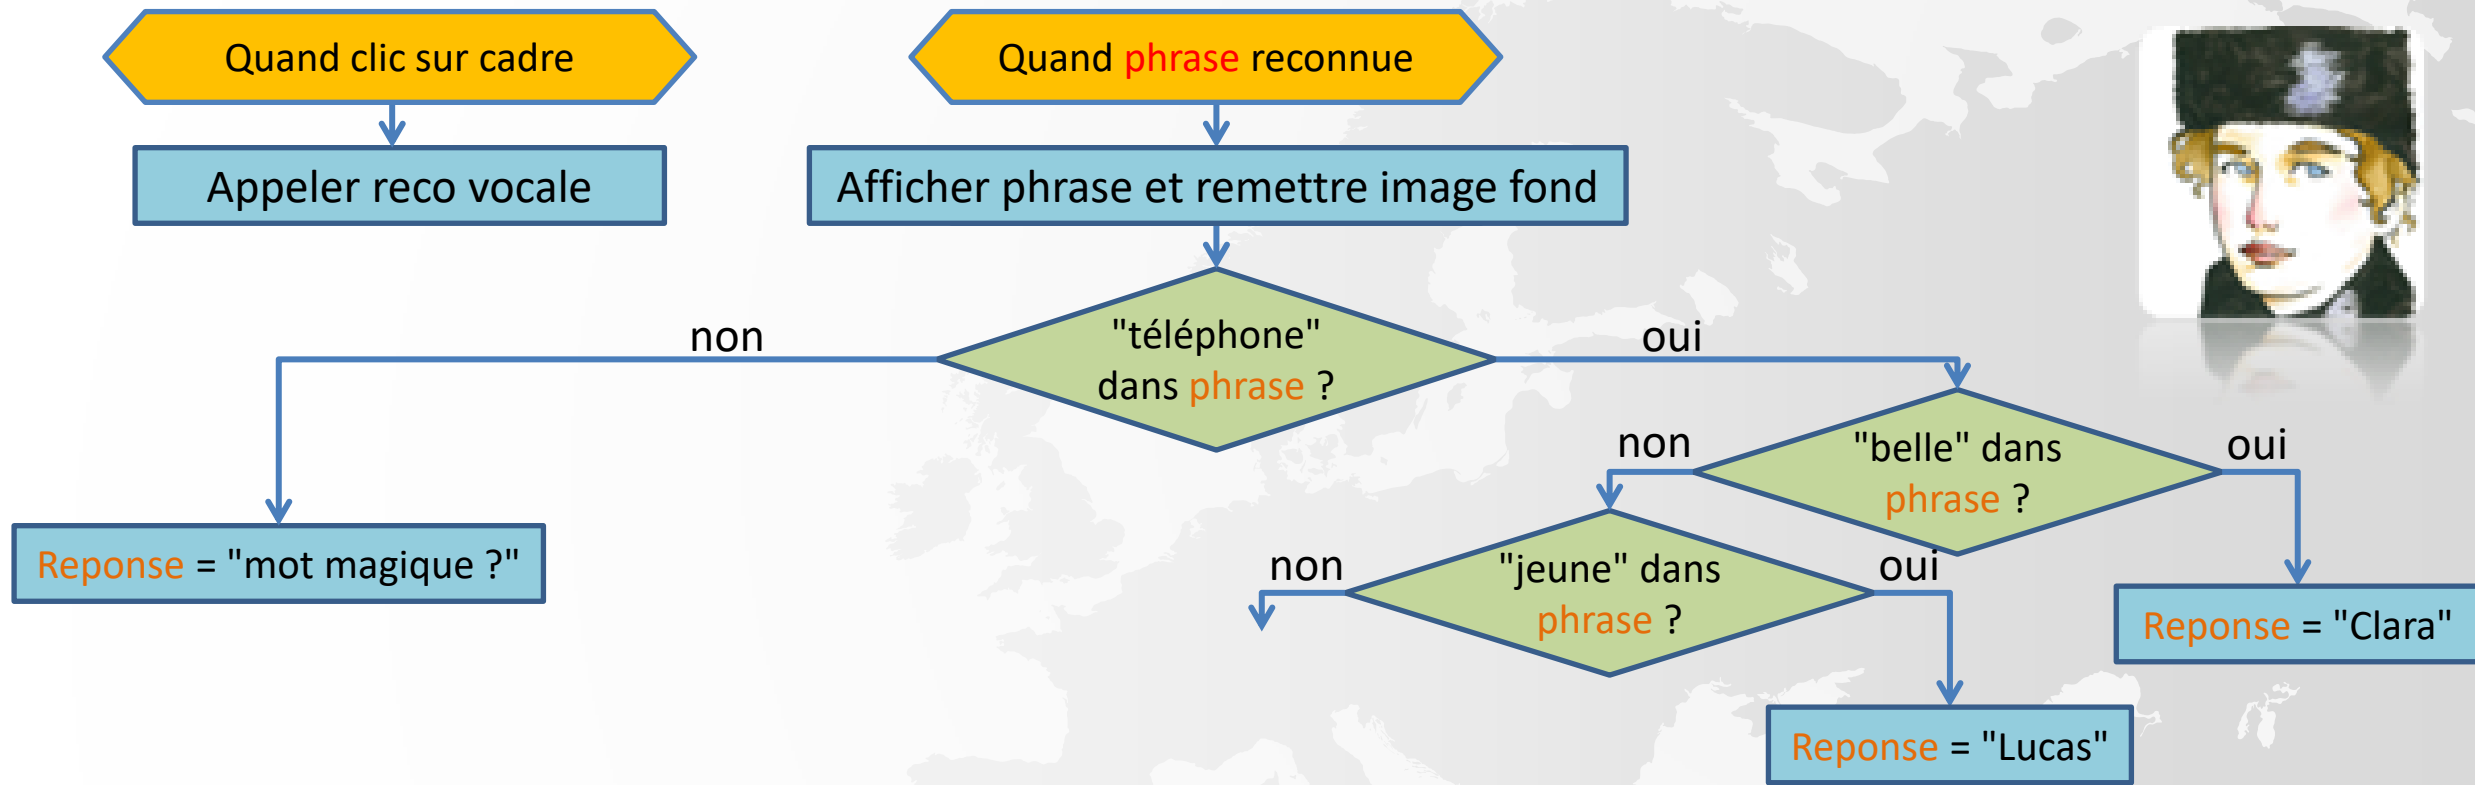 Quand clic sur cadre
Quand phrase reconnue
Appeler reco vocale
Afficher phrase et remettre image fond
non
"téléphone"
dans phrase ?
oui
non
"belle" dans
phrase ?
oui
Reponse = "mot magique ?"
non
"jeune" dans
phrase ?
oui
Reponse = "Clara"
Reponse = "Lucas"